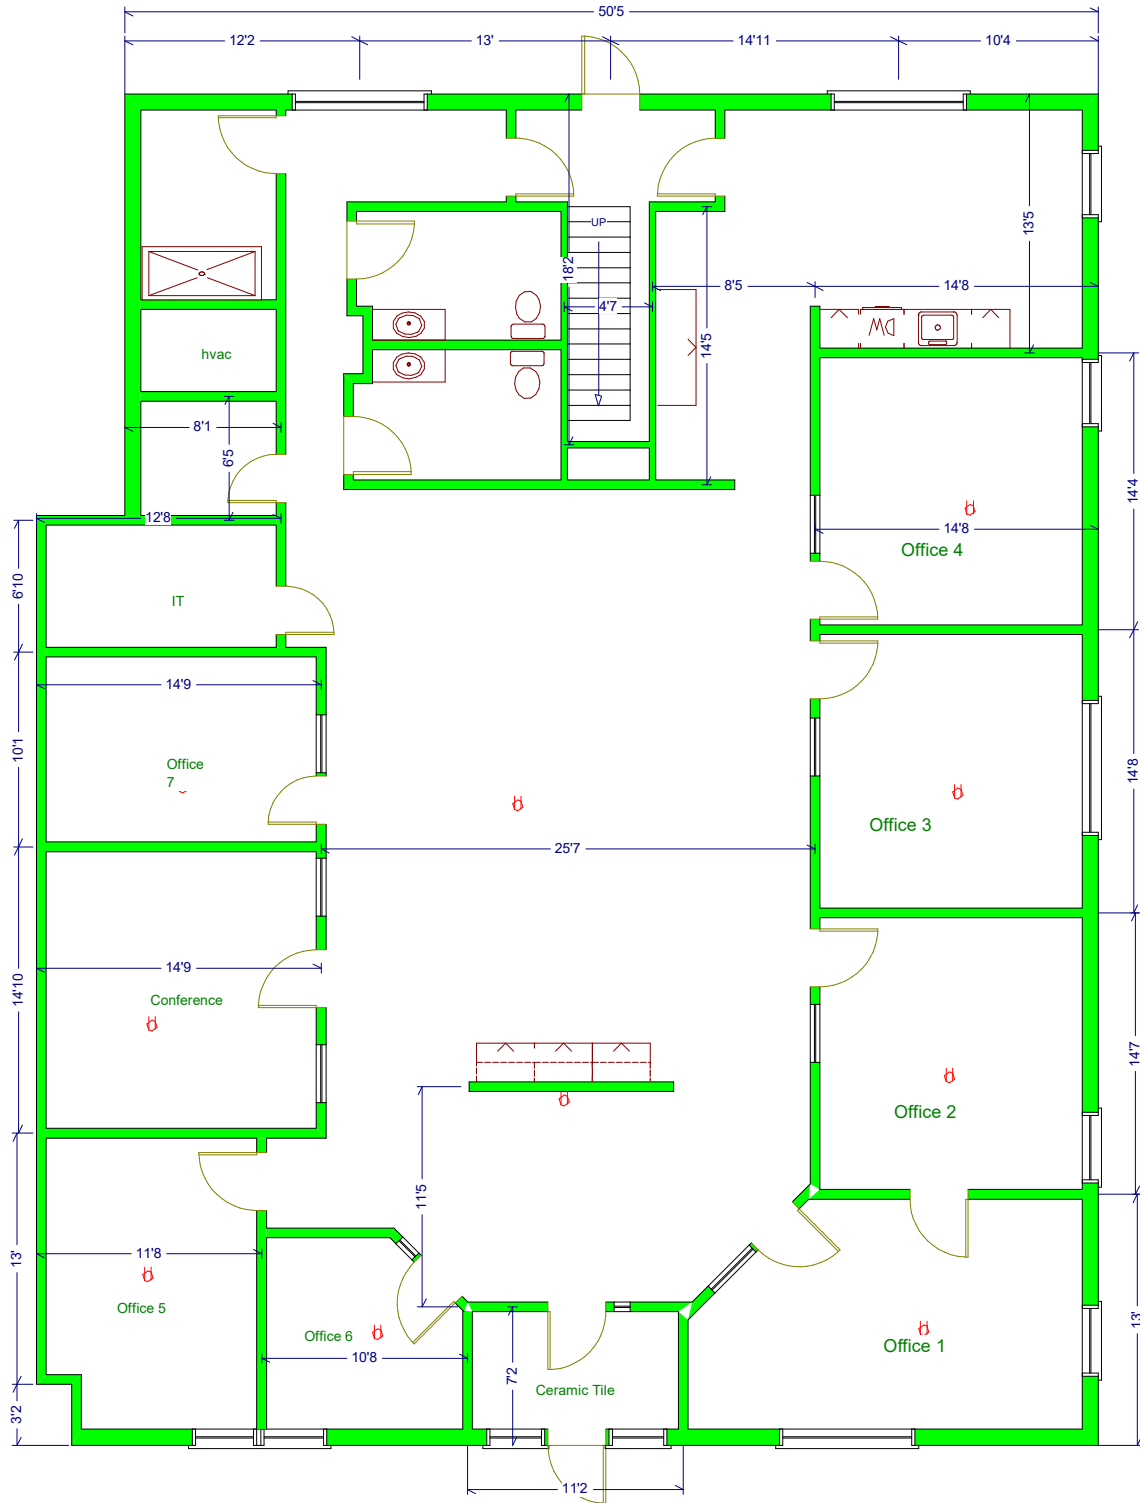 50'5
12'2
13'
14'11
10'4
UP
13'5
18'2
8'5
14'8
4'7
14'5
DW
hvac
8'1
6'5
14'4
12'8
14'8
Office 4
6'10
IT
14'9
10'1
Office
7
14'8
Office 3
25'7
14'9
14'10
Conference
14'7
Office 2
11'5
13'
11'8
Office 5
Office 6
10'8
7'2
Ceramic Tile
Office 1
13'
3'2
11'2